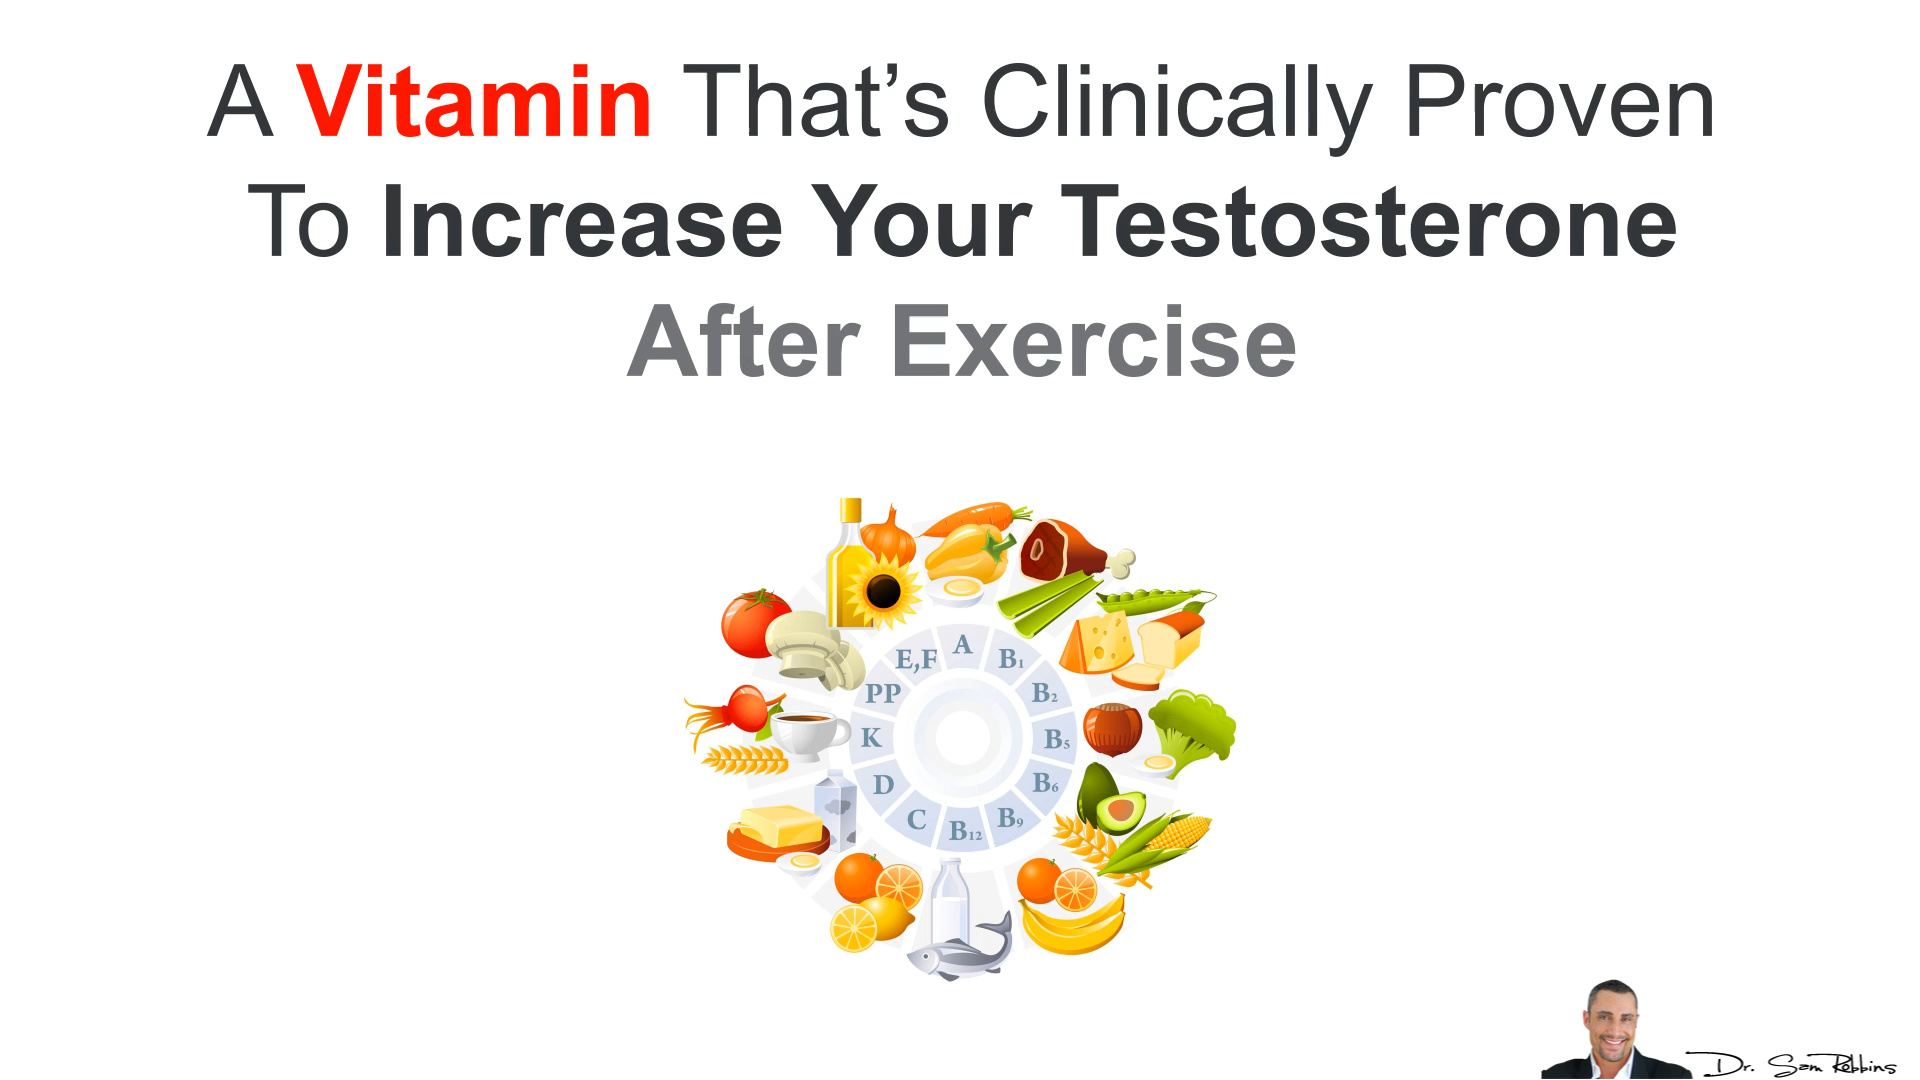 A Vitamin That’s Clinically Proven
To Increase Your Testosterone
After Exercise
A
B₁
B₂
B₅
B₆
B₉
B₁₂
C
D
K
PP
E,F
Dr. Sam Robbins